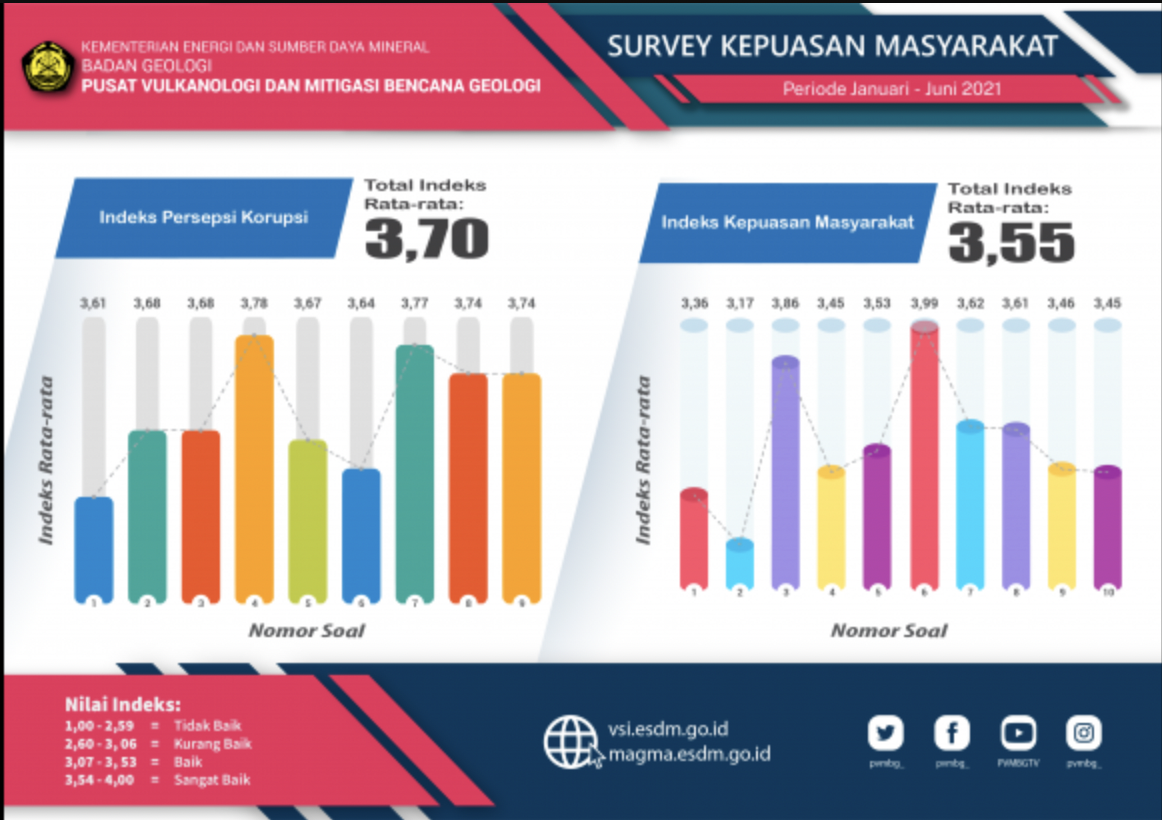 KEMENTERIAN ENERGI DAN SUMBER DAYA MINERAL
BADAN GEOLOGI
PUSAT VULKANOLOGI DAN MITIGASI BENCANA GEOLOGI
SURVEY KEPUASAN MASYARAKAT
Periode Januari - Juni 2021
Indeks Persepsi Korupsi
Total Indeks
Rata-rata:
3,70
3,61 3,68 3,68 3,78 3,67 3,64 3,77 3,74 3,74
Indeks Rata-rata
1 2 3 4 5 6 7 8 9
Nomor Soal
Indeks Kepuasan Masyarakat
Total Indeks
Rata-rata:
3,55
3,36 3,17 3,86 3,45 3,53 3,99 3,62 3,61 3,46 3,45
Indeks Rata-rata
1 2 3 4 5 6 7 8 9 10
Nomor Soal
Nilai Indeks:
1,00 - 2,59 = Tidak Baik
2,60 - 3, 06 = Kurang Baik
3,07 - 3, 53 = Baik
3,54 - 4,00 = Sangat Baik
vsi.esdm.go.id
magma.esdm.go.id
pvmbg_ pvmbg_ PVMBGTV pvmbg_